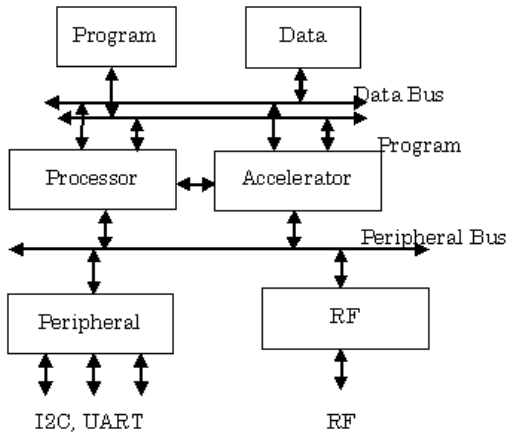 Program
Data
Data Bus
Program
Processor
Accelerator
Peripheral Bus
Peripheral
RF
I2C, UART
RF